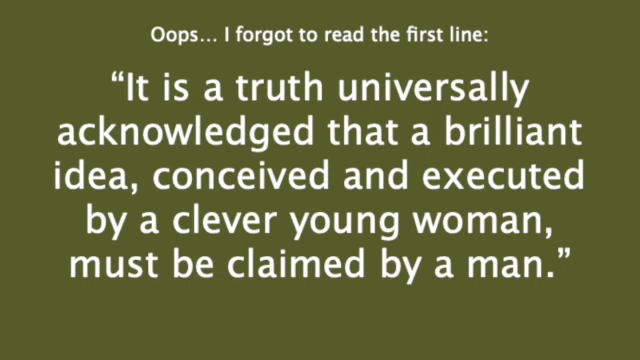 Oops... I forgot to read the first line:
“It is a truth universally
acknowledged that a brilliant
idea, conceived and executed
by a clever young woman,
must be claimed by a man.”